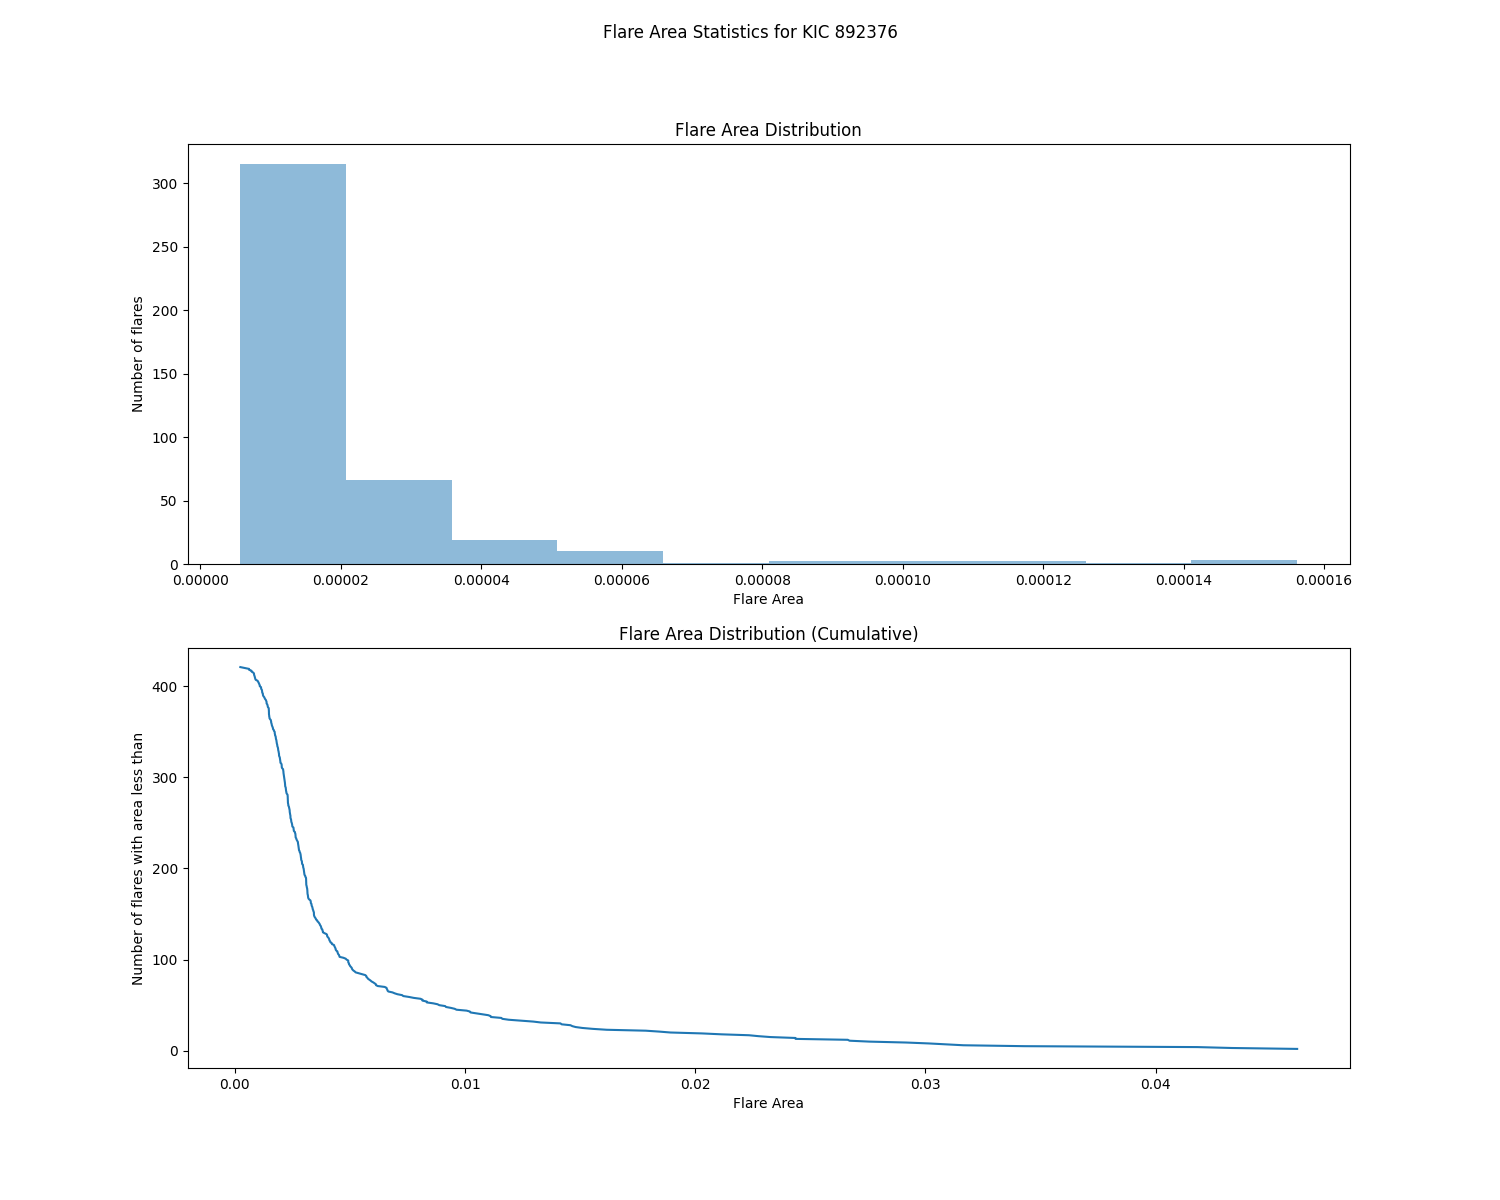 Flare Area Statistics for KIC 892376
Flare Area Distribution
300
250
200
150
100
50
0
Number of flares
0.00000 0.00002 0.00004 0.00006 0.00008 0.00010 0.00012 0.00014 0.00016
Flare Area
Flare Area Distribution (Cumulative)
400
300
200
100
0
Number of flares with area less than
0.00 0.01 0.02 0.03 0.04
Flare Area